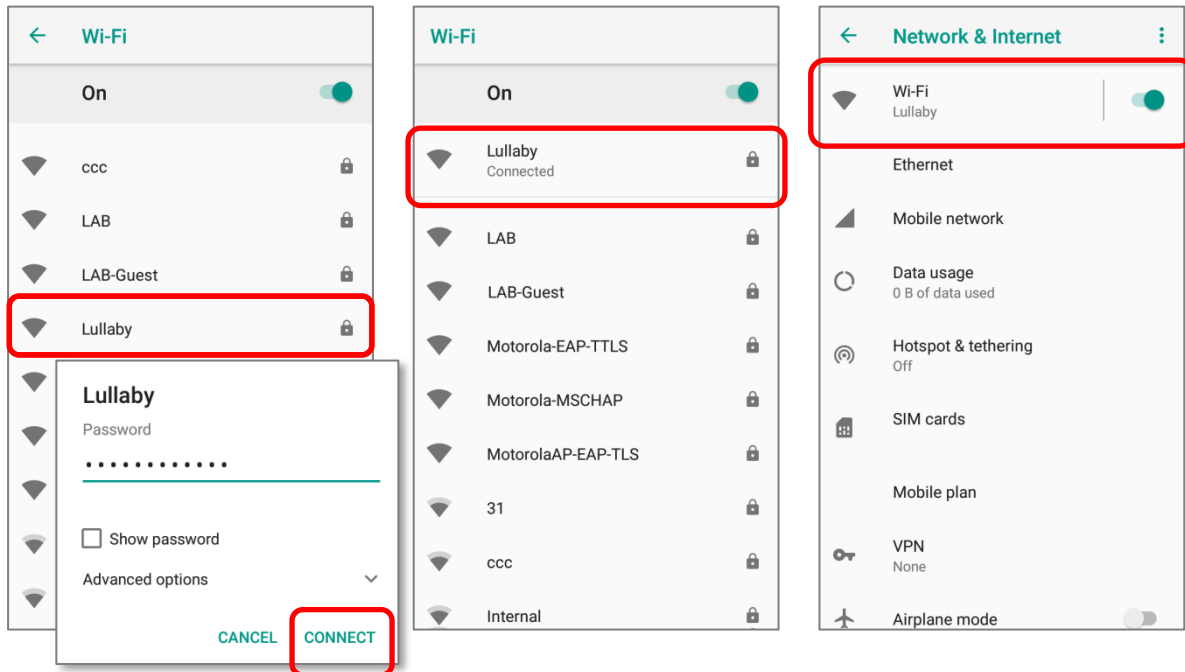 Wi-Fi
On
ccc
LAB
LAB-Guest
Lullaby
Lullaby
Password
••••••••••••
Show password
Advanced options
CANCEL CONNECT
Wi-Fi
On
Lullaby
Connected
LAB
LAB-Guest
Motorola-EAP-TTLS
Motorola-MSCHAP
MotorolaAP-EAP-TLS
31
ccc
Internal
Network & Internet
Wi-Fi
Lullaby
Ethernet
Mobile network
Data usage
0 B of data used
Hotspot & tethering
Off
SIM cards
Mobile plan
VPN
None
Airplane mode